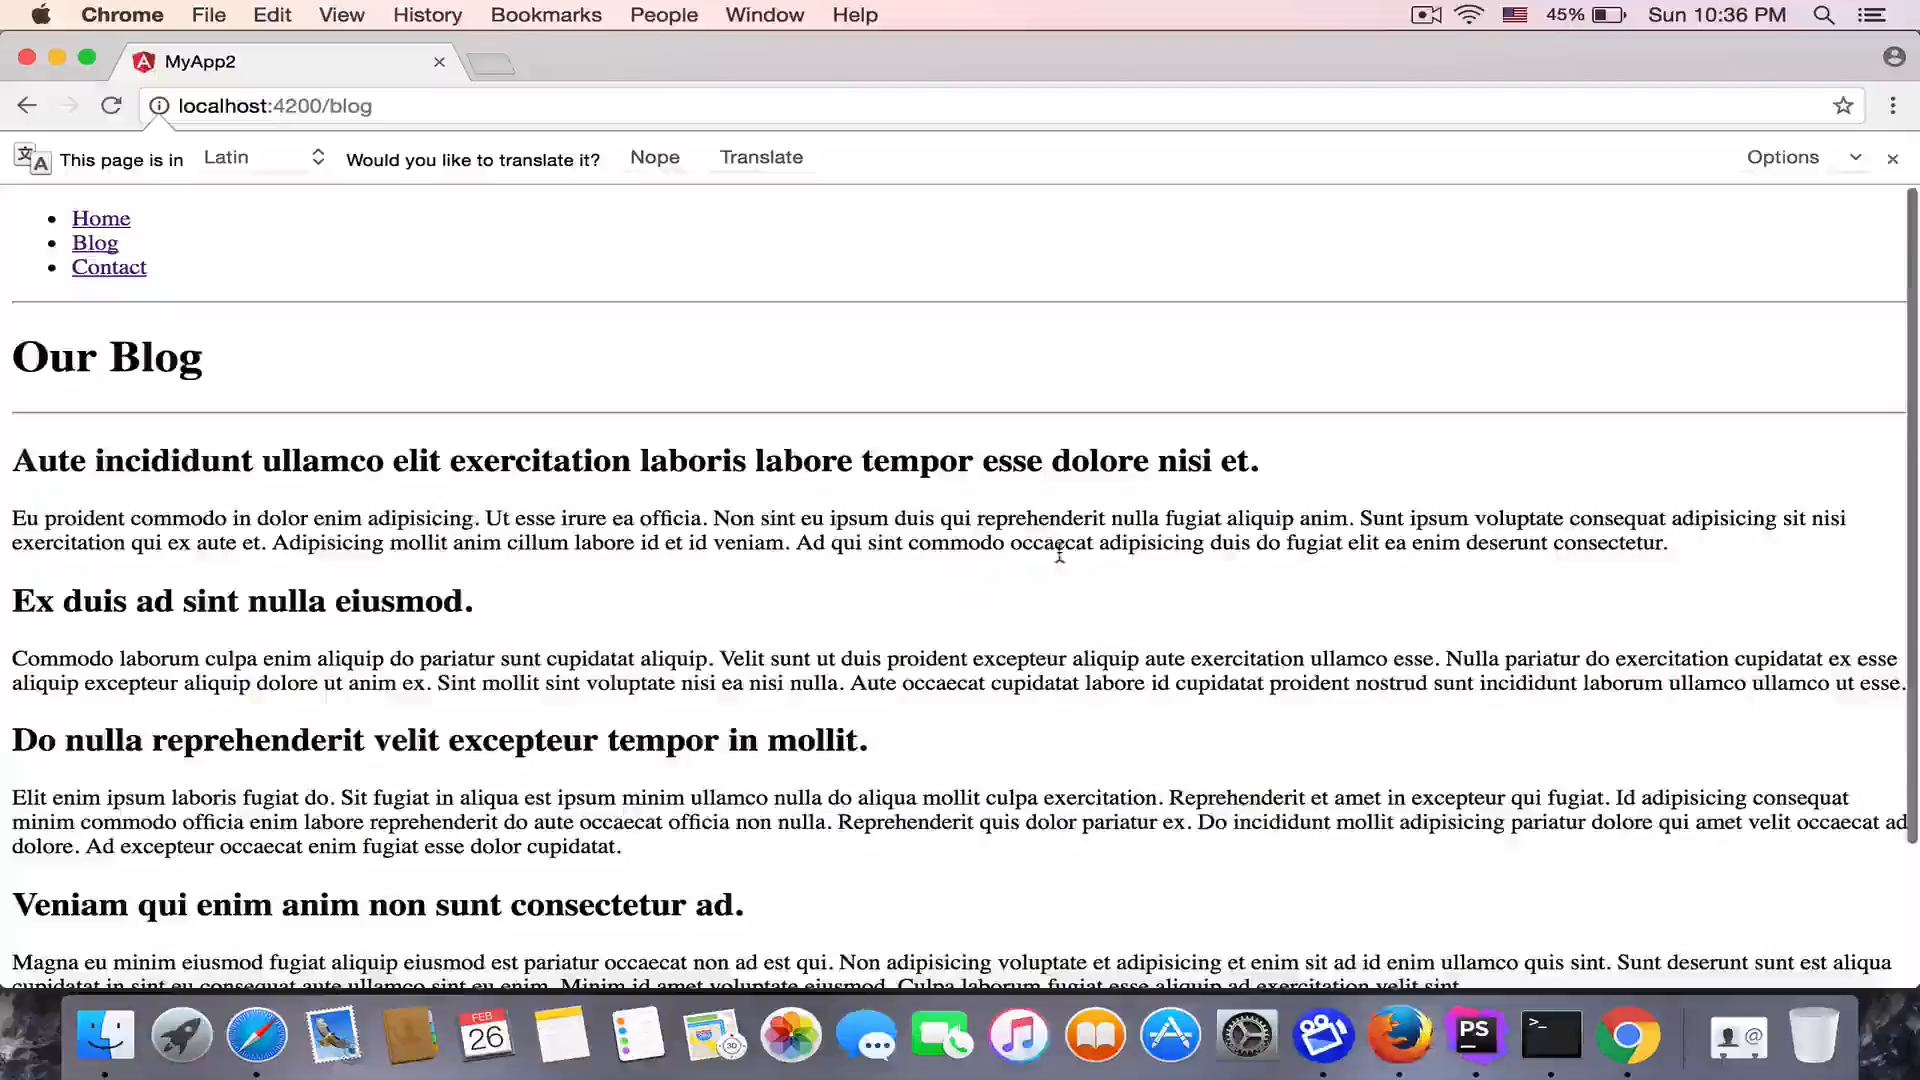 Chrome File Edit View History Bookmarks People Window Help 45% Sun 10:36 PM
MyApp2
localhost:4200/blog
This page is in Latin Would you like to translate it? Nope Translate Options
Home
Blog
Contact
Our Blog
Aute incididunt ullamco elit exercitation laboris labore tempor esse dolore nisi et.
Eu proident commodo in dolor enim adipisicing. Ut esse irure ea officia. Non sint eu ipsum duis qui reprehenderit nulla fugiat aliquip anim. Sunt ipsum voluptate consequat adipisicing sit nisi
exercitation qui ex aute et. Adipisicing mollit anim cillum labore id et id veniam. Ad qui sint commodo occaecat adipisicing duis do fugiat elit ea enim deserunt consectetur.
Ex duis ad sint nulla eiusmod.
Commodo laborum culpa enim aliquip do pariatur sunt cupidatat aliquip. Velit sunt ut duis proident excepteur aliquip aute exercitation ullamco esse. Nulla pariatur do exercitation cupidatat ex esse
aliquip excepteur aliquip dolore ut anim ex. Sint mollit sint voluptate nisi ea nisi nulla. Aute occaecat cupidatat labore id cupidatat proident nostrud sunt incididunt laborum ullamco ullamco ut esse.
Do nulla reprehenderit velit excepteur tempor in mollit.
Elit enim ipsum laboris fugiat do. Sit fugiat in aliqua est ipsum minim ullamco nulla do aliqua mollit culpa exercitation. Reprehenderit et amet in excepteur qui fugiat. Id adipisicing consequat
minim commodo officia enim labore reprehenderit do aute occaecat officia non nulla. Reprehenderit quis dolor pariatur ex. Do incididunt mollit adipisicing pariatur dolore qui amet velit occaecat ad
dolore. Ad excepteur occaecat enim fugiat esse dolor cupidatat.
Veniam qui enim anim non sunt consectetur ad.
Magna eu minim eiusmod fugiat aliquip eiusmod est pariatur occaecat non ad est qui. Non adipisicing voluptate et adipisicing et enim sit ad id enim ullamco quis sint. Sunt deserunt sunt est aliqua
cupidatat in sint eu consequat aute ullamco sint eu enim. Minim id amet voluptate eiusmod. Culpa laborum fugiat esse aliquip ad exercitation velit sint
FEB
26
3D
PS
>_
@